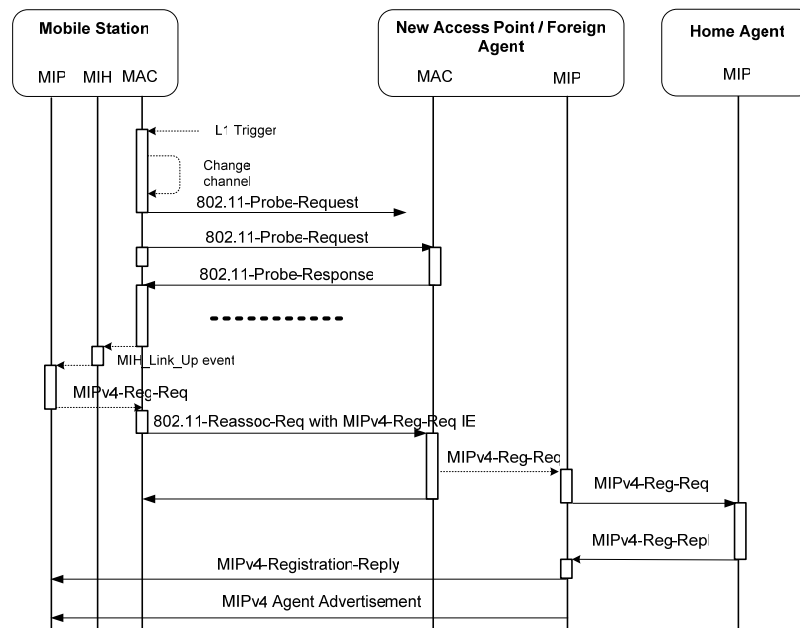 Mobile Station
MIP MIH MAC
New Access Point / Foreign
Agent
MAC
MIP
Home Agent
MIP
L1 Trigger
Change
channel
802.11-Probe-Request
802.11-Probe-Request
802.11-Probe-Response
MIH_Link_Up event
MIPv4-Reg-Req
802.11-Reassoc-Req with MIPv4-Reg-Req IE
MIPv4-Reg-Req
MIPv4-Reg-Req
MIPv4-Reg-Repl
MIPv4-Registration-Reply
MIPv4 Agent Advertisement